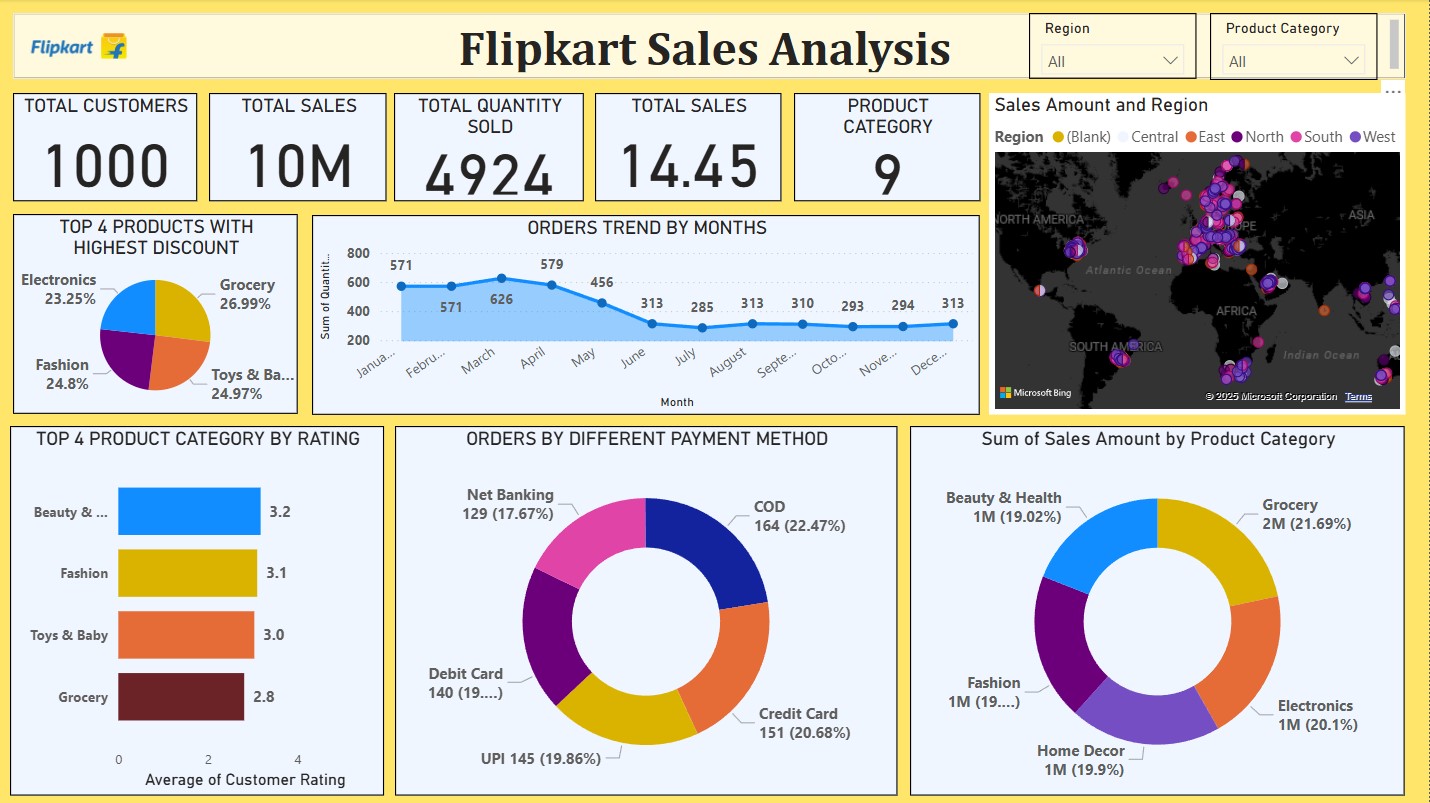 Flipkart
Flipkart Sales Analysis
Region
All
Product Category
All
TOTAL CUSTOMERS
1000
TOTAL SALES
10M
TOTAL QUANTITY
SOLD
4924
TOTAL SALES
14.45
PRODUCT
CATEGORY
9
...
Sales Amount and Region
Region (Blank) Central East North South West
NORTH AMERICA
ASIA
Atlantic Ocean
AFRICA
SOUTH AMERICA
Indian Ocean
Microsoft Bing
© 2025 Microsoft Corporation Terms
TOP 4 PRODUCTS WITH
HIGHEST DISCOUNT
Electronics
23.25%
Grocery
26.99%
Fashion
24.8%
Toys & Ba...
24.97%
ORDERS TREND BY MONTHS
Sum of Quantit...
800
600
400
200
571
571
626
579
456
313
285
313
310
293
294
313
Janua...
Febru...
March
April
May
June
July
August
Septe...
Octo...
Nove...
Dece...
Month
TOP 4 PRODUCT CATEGORY BY RATING
Beauty & ... 3.2
Fashion 3.1
Toys & Baby 3.0
Grocery 2.8
0 2 4
Average of Customer Rating
ORDERS BY DIFFERENT PAYMENT METHOD
Net Banking
129 (17.67%)
COD
164 (22.47%)
Debit Card
140 (19....)
Credit Card
151 (20.68%)
UPI 145 (19.86%)
Sum of Sales Amount by Product Category
Beauty & Health
1M (19.02%)
Grocery
2M (21.69%)
Fashion
1M (19....)
Electronics
1M (20.1%)
Home Decor
1M (19.9%)